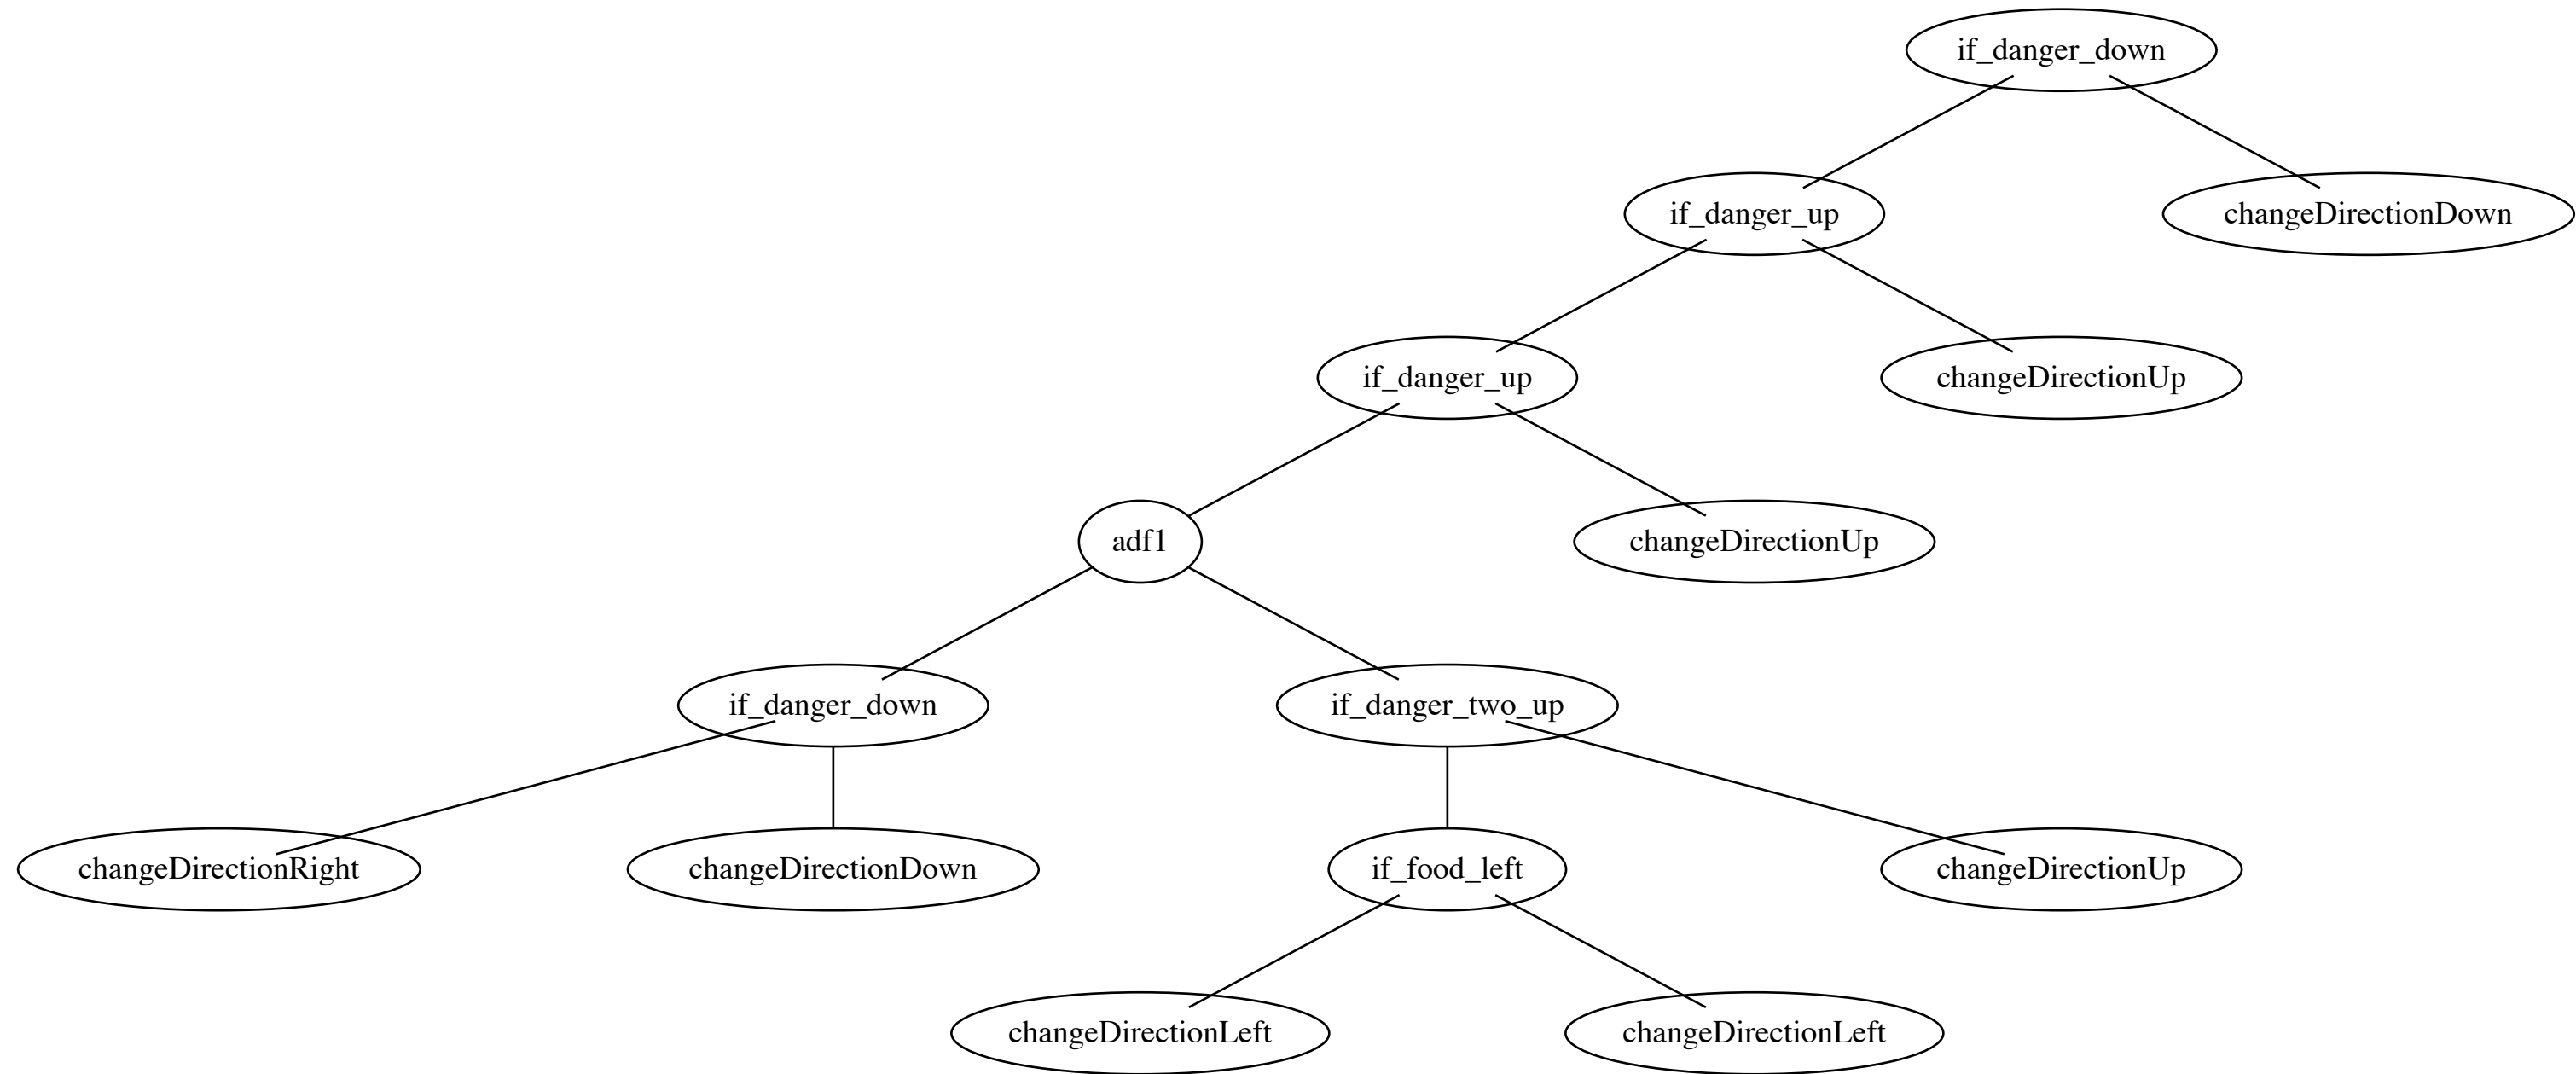 if_danger_down
if_danger_up
changeDirectionDown
if_danger_up
changeDirectionUp
adf1
changeDirectionUp
if_danger_down
if_danger_two_up
changeDirectionRight
changeDirectionDown
if_food_left
changeDirectionUp
changeDirectionLeft
changeDirectionLeft